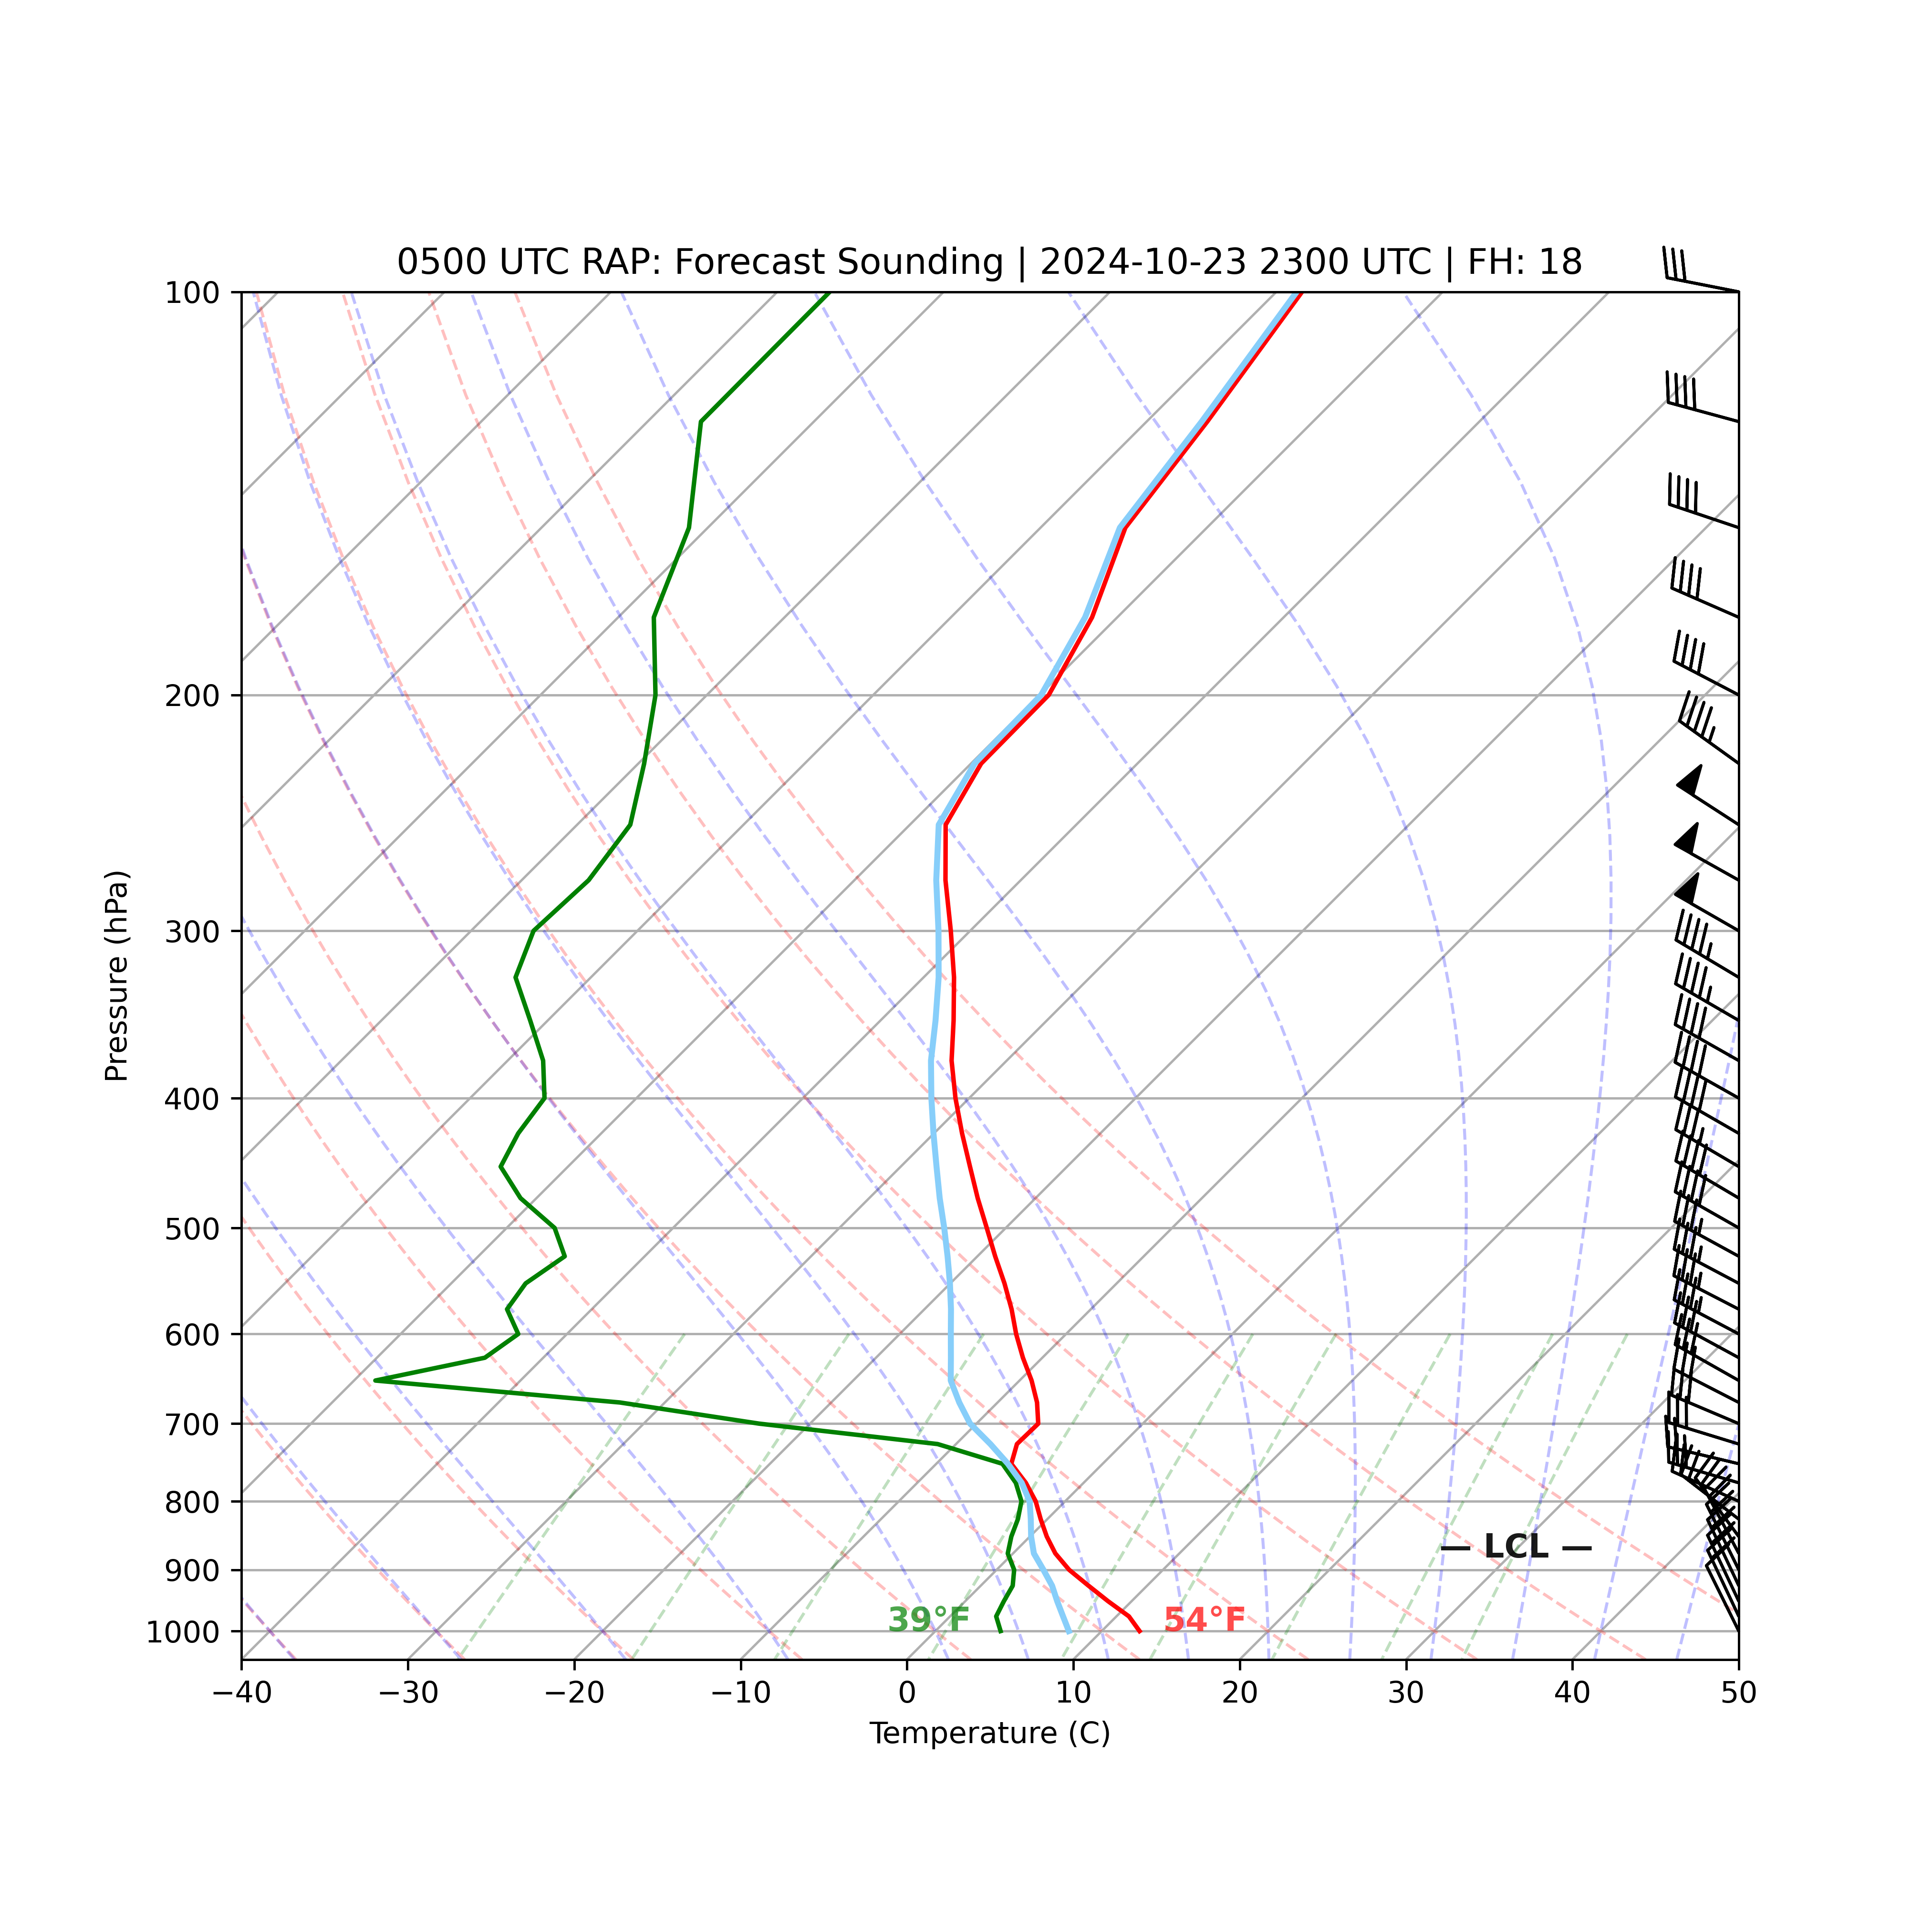 0500 UTC RAP: Forecast Sounding | 2024-10-23 2300 UTC | FH: 18
100
200
300
400
500
600
700
800
900
1000
Pressure (hPa)
— LCL —
39°F
54°F
−40 −30 −20 −10 0 10 20 30 40 50
Temperature (C)